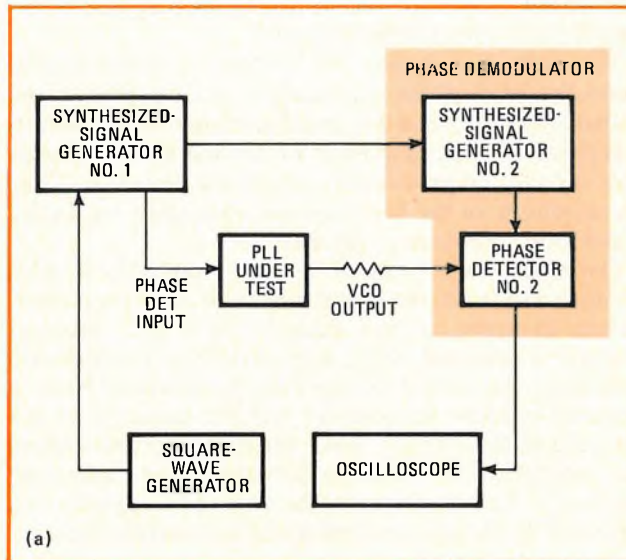 PHASE DEMODULATOR
SYNTHESIZED-
SIGNAL
GENERATOR
NO. 1
SYNTHESIZED-
SIGNAL
GENERATOR
NO. 2
PHASE
DET
INPUT
PLL
UNDER
TEST
VCO
OUTPUT
PHASE
DETECTOR
NO. 2
SQUARE-
WAVE
GENERATOR
OSCILLOSCOPE
(a)